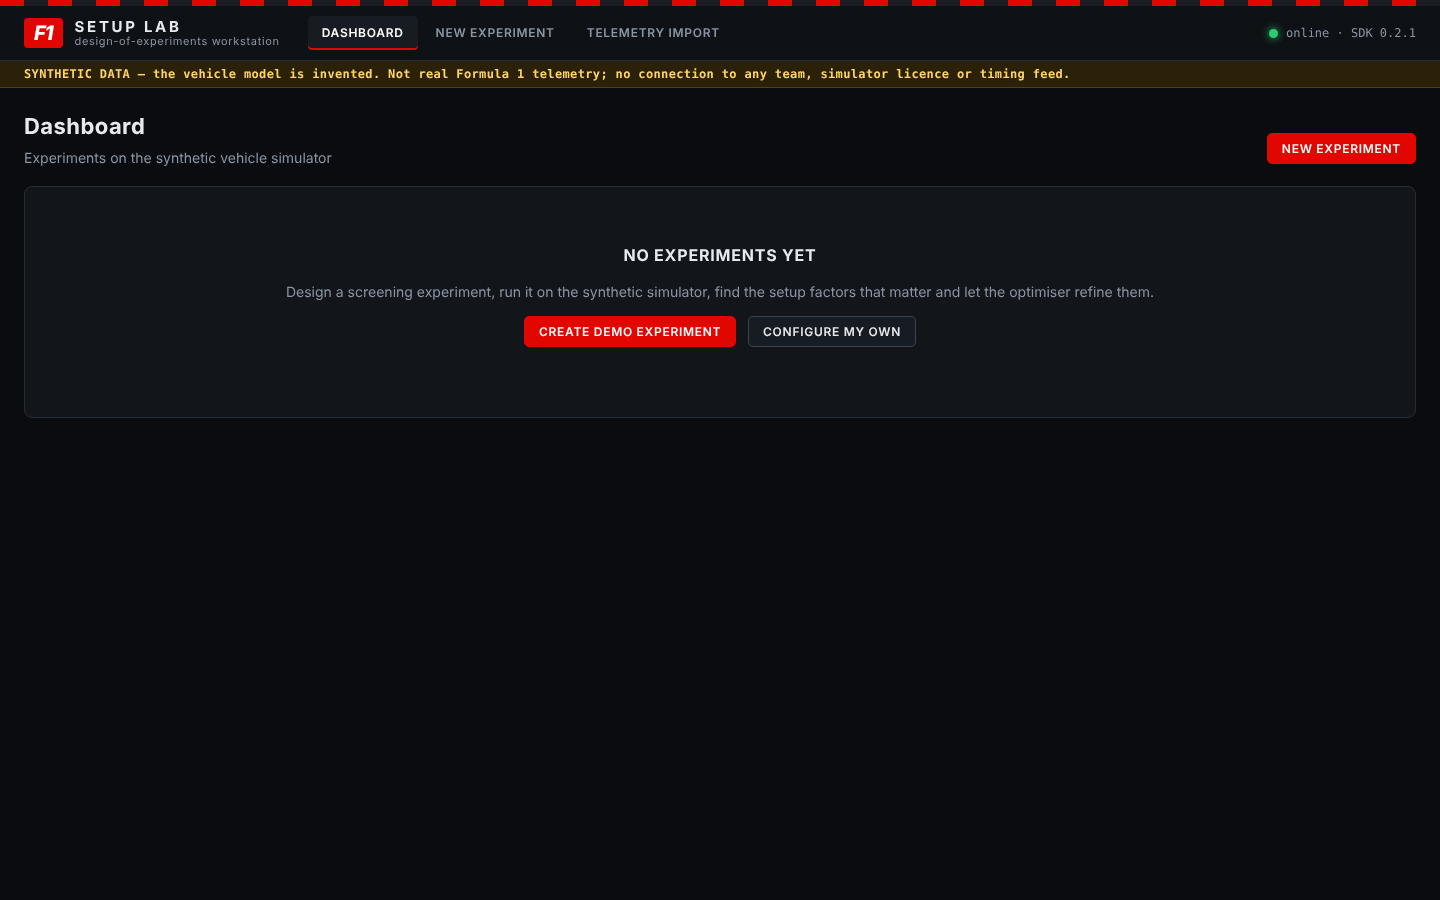 F1
SETUP LAB
design-of-experiments workstation
DASHBOARD
NEW EXPERIMENT
TELEMETRY IMPORT
online · SDK 0.2.1
SYNTHETIC DATA — the vehicle model is invented. Not real Formula 1 telemetry; no connection to any team, simulator licence or timing feed.
Dashboard
Experiments on the synthetic vehicle simulator
NEW EXPERIMENT
NO EXPERIMENTS YET
Design a screening experiment, run it on the synthetic simulator, find the setup factors that matter and let the optimiser refine them.
CREATE DEMO EXPERIMENT
CONFIGURE MY OWN